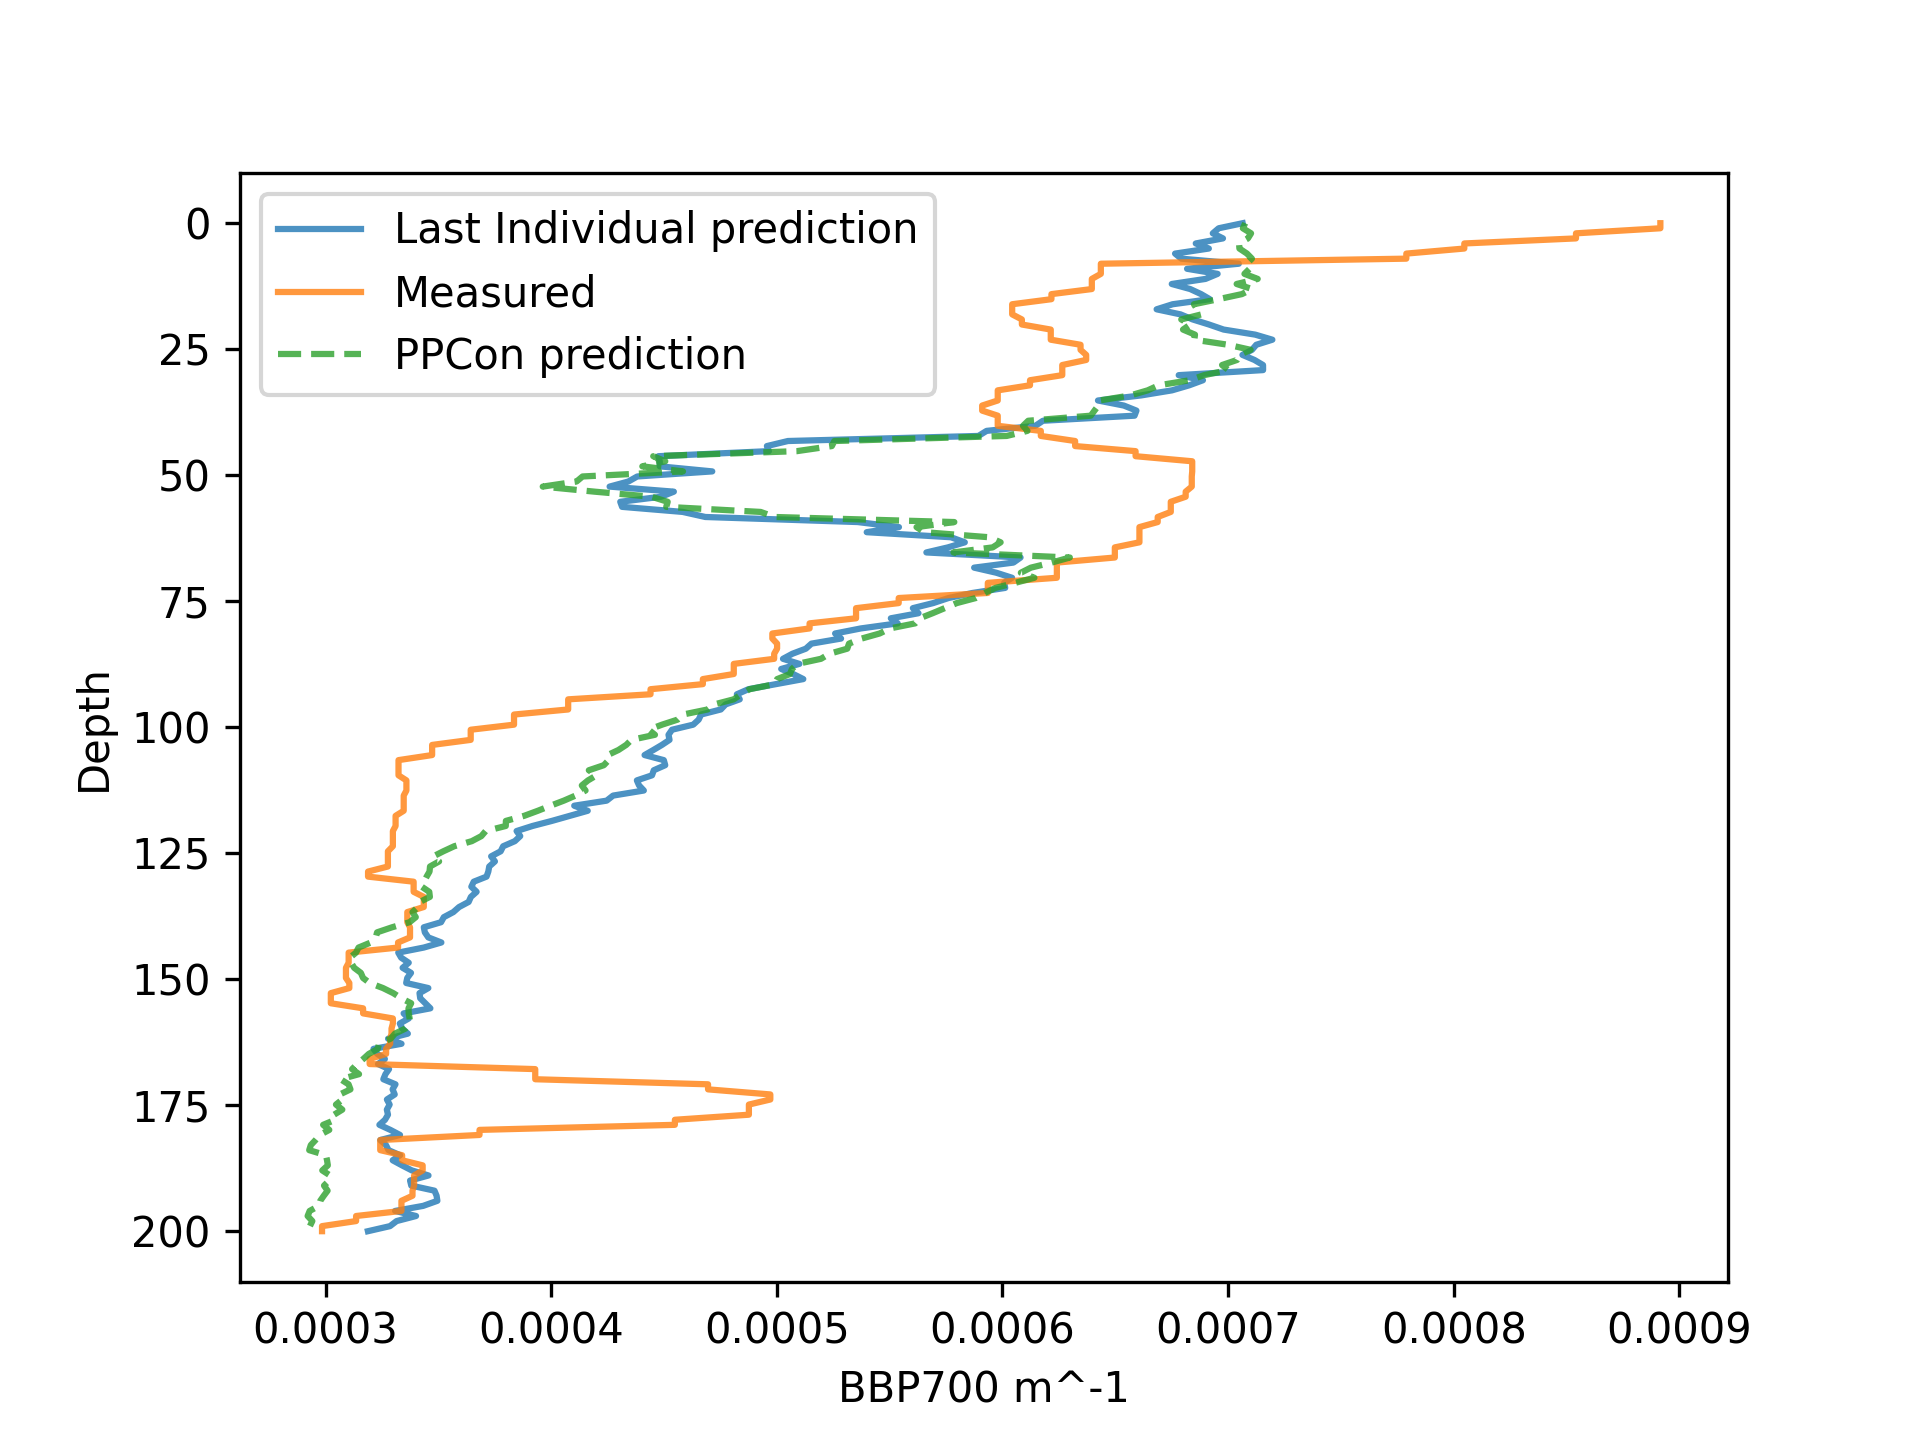 Last Individual prediction
Measured
PPCon prediction
0
25
50
75
100
125
150
175
200
Depth
0.0003 0.0004 0.0005 0.0006 0.0007 0.0008 0.0009
BBP700 m^-1